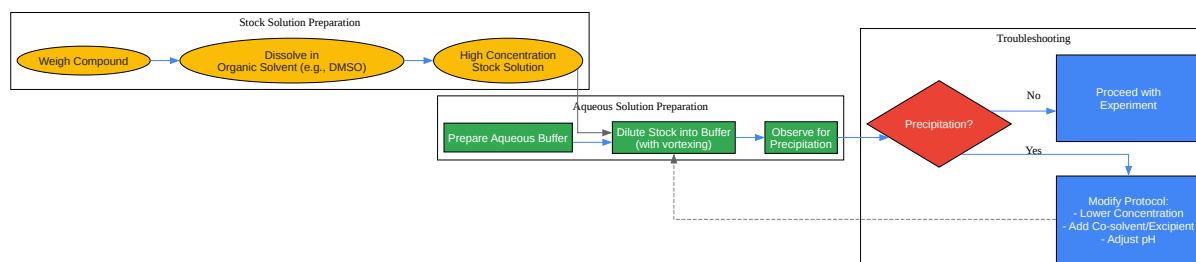 Stock Solution Preparation
Weigh Compound
Dissolve in
Organic Solvent (e.g., DMSO)
High Concentration
Stock Solution
Aqueous Solution Preparation
Prepare Aqueous Buffer
Dilute Stock into Buffer
(with vortexing)
Observe for
Precipitation
Troubleshooting
Precipitation?
No
Proceed with
Experiment
Yes
Modify Protocol:
- Lower Concentration
- Add Co-solvent/Excipient
- Adjust pH